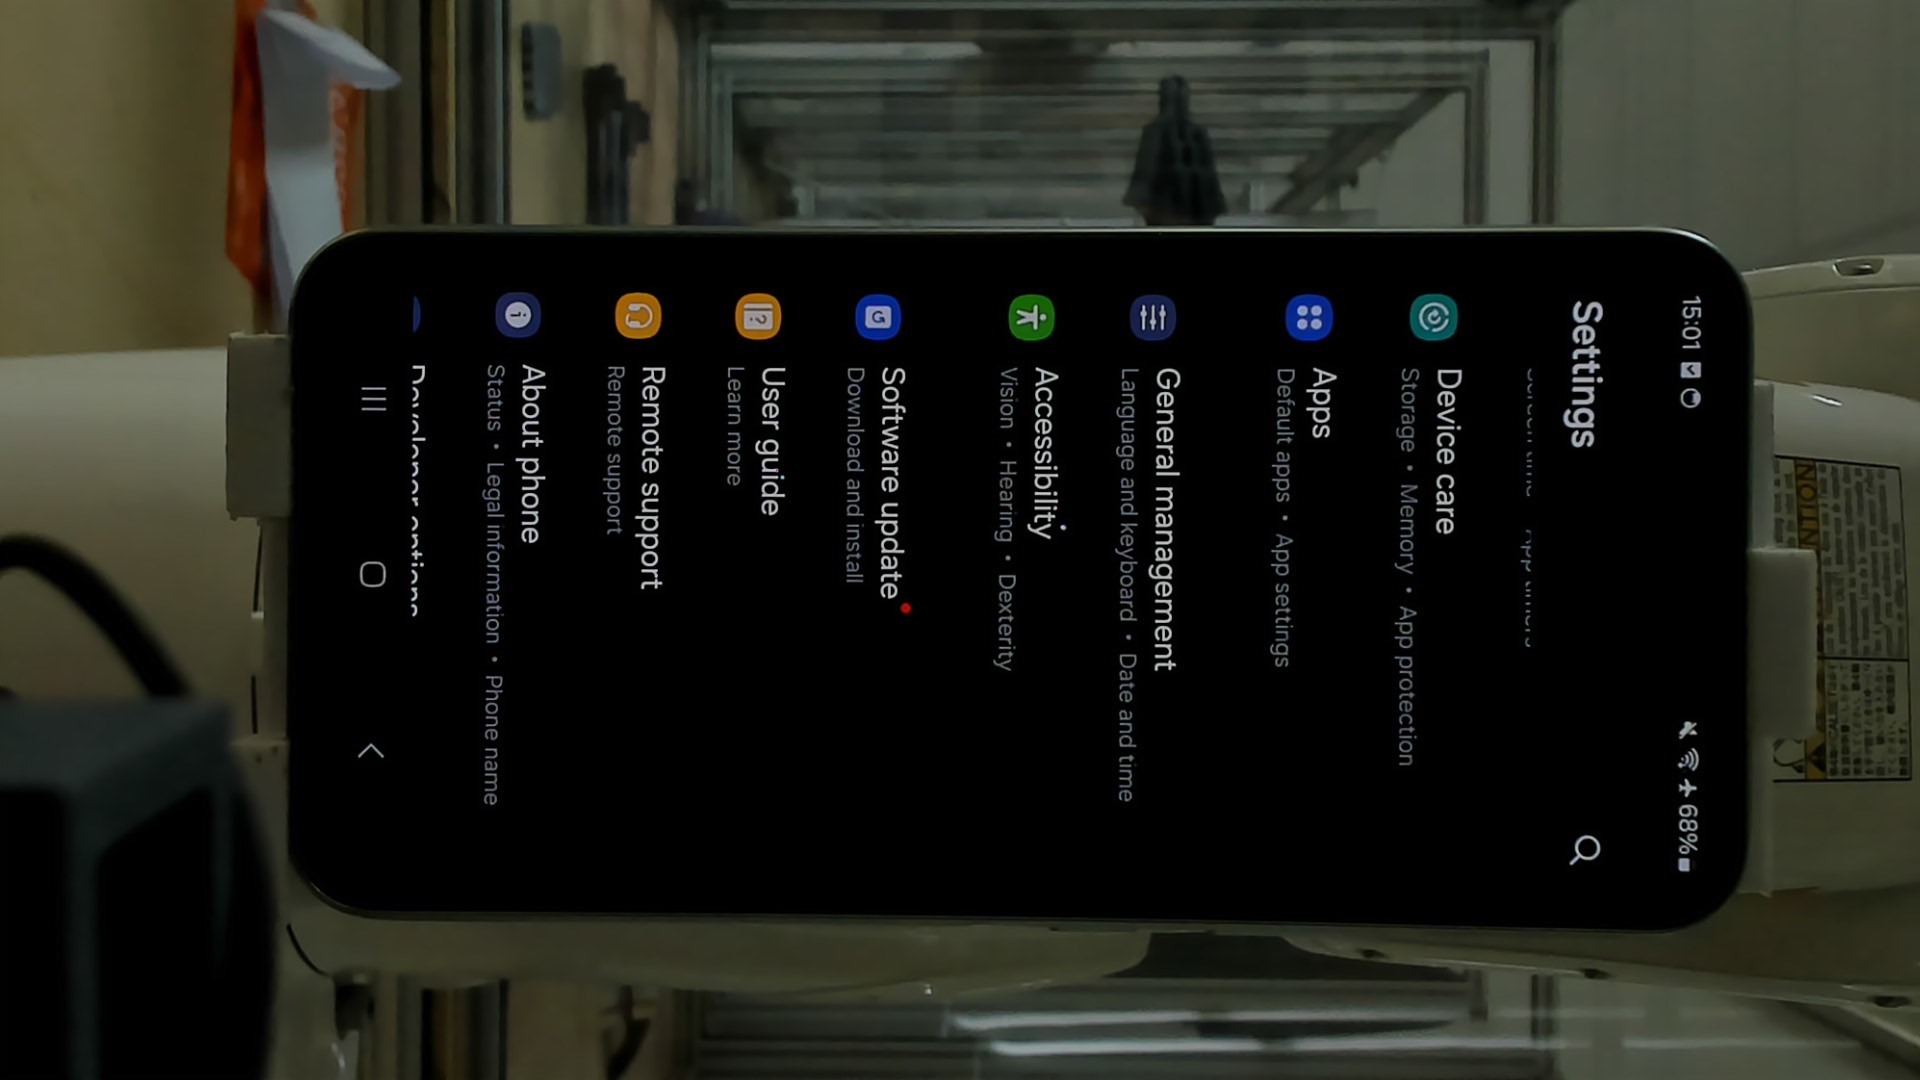 15:01
68%
Settings
Device care
Storage • Memory • App protection
Apps
Default apps • App settings
General management
Language and keyboard • Date and time
Accessibility
Vision • Hearing • Dexterity
Software update
Download and install
User guide
Learn more
Remote support
Remote support
About phone
Status • Legal information • Phone name
Developer options